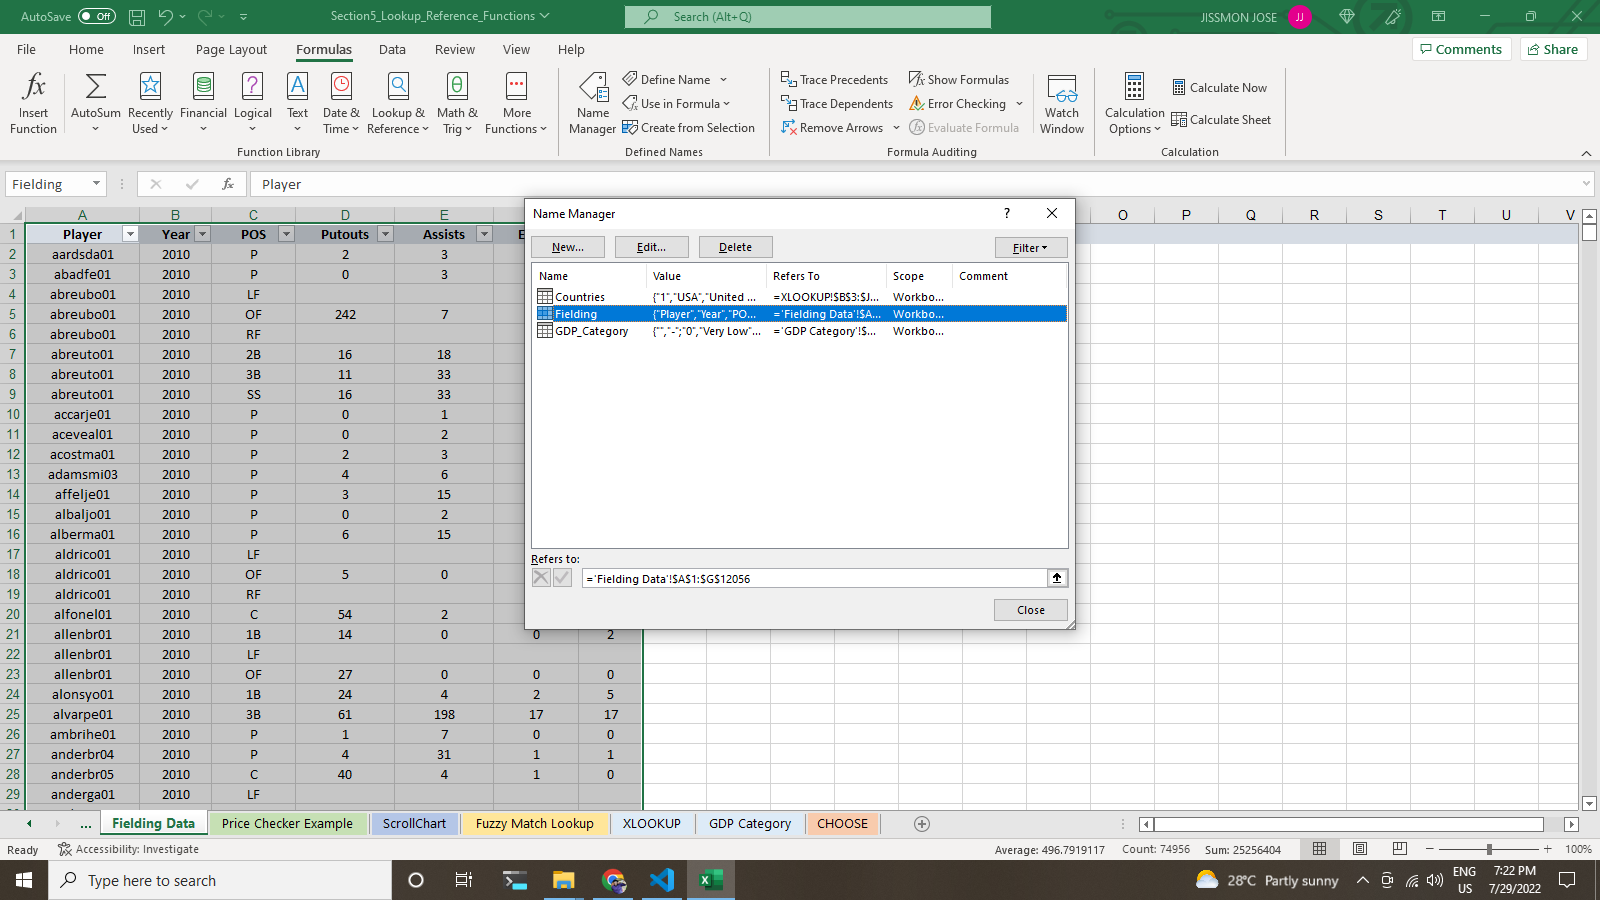 AutoSave Off Section5_Lookup_Reference_Functions Search (Alt+Q) JISSMON JOSE JJ
File Home Insert Page Layout Formulas Data Review View Help Comments Share
Insert Function AutoSum Recently Used Financial Logical Text Date & Time Lookup & Reference Math & Trig More Functions
Function Library
Name Manager
Define Name
Use in Formula
Create from Selection
Defined Names
Trace Precedents Show Formulas
Trace Dependents Error Checking
Remove Arrows Evaluate Formula
Formula Auditing
Watch Window
Calculation Options
Calculate Now
Calculate Sheet
Calculation
Fielding fx Player
A B C D E O P Q R S T U V
1 Player Year POS Putouts Assists E
2 aardsda01 2010 P 2 3
3 abadfe01 2010 P 0 3
4 abreubo01 2010 LF
5 abreubo01 2010 OF 242 7
6 abreubo01 2010 RF
7 abreuto01 2010 2B 16 18
8 abreuto01 2010 3B 11 33
9 abreuto01 2010 SS 16 33
10 accarje01 2010 P 0 1
11 aceveal01 2010 P 0 2
12 acostma01 2010 P 2 3
13 adamsmi03 2010 P 4 6
14 affelje01 2010 P 3 15
15 albaljo01 2010 P 0 2
16 alberma01 2010 P 6 15
17 aldrico01 2010 LF
18 aldrico01 2010 OF 5 0
19 aldrico01 2010 RF
20 alfonel01 2010 C 54 2
21 allenbr01 2010 1B 14 0 0 2
22 allenbr01 2010 LF
23 allenbr01 2010 OF 27 0 0 0
24 alonsyo01 2010 1B 24 4 2 5
25 alvarpe01 2010 3B 61 198 17 17
26 ambrihe01 2010 P 1 7 0 0
27 anderbr04 2010 P 4 31 1 1
28 anderbr05 2010 C 40 4 1 0
29 anderga01 2010 LF
Name Manager ?
New... Edit... Delete Filter
Name Value Refers To Scope Comment
Countries {"1","USA","United ... =XLOOKUP!$B$3:$J... Workbo...
Fielding {"Player","Year","PO... ='Fielding Data'!$A... Workbo...
GDP_Category {"","-";"0","Very Low"... ='GDP Category'!$... Workbo...
Refers to:
='Fielding Data'!$A$1:$G$12056
Close
... Fielding Data Price Checker Example ScrollChart Fuzzy Match Lookup XLOOKUP GDP Category CHOOSE
Ready Accessibility: Investigate Average: 496.7919117 Count: 74956 Sum: 25256404 100%
Type here to search 28°C Partly sunny ENG US 7:22 PM 7/29/2022